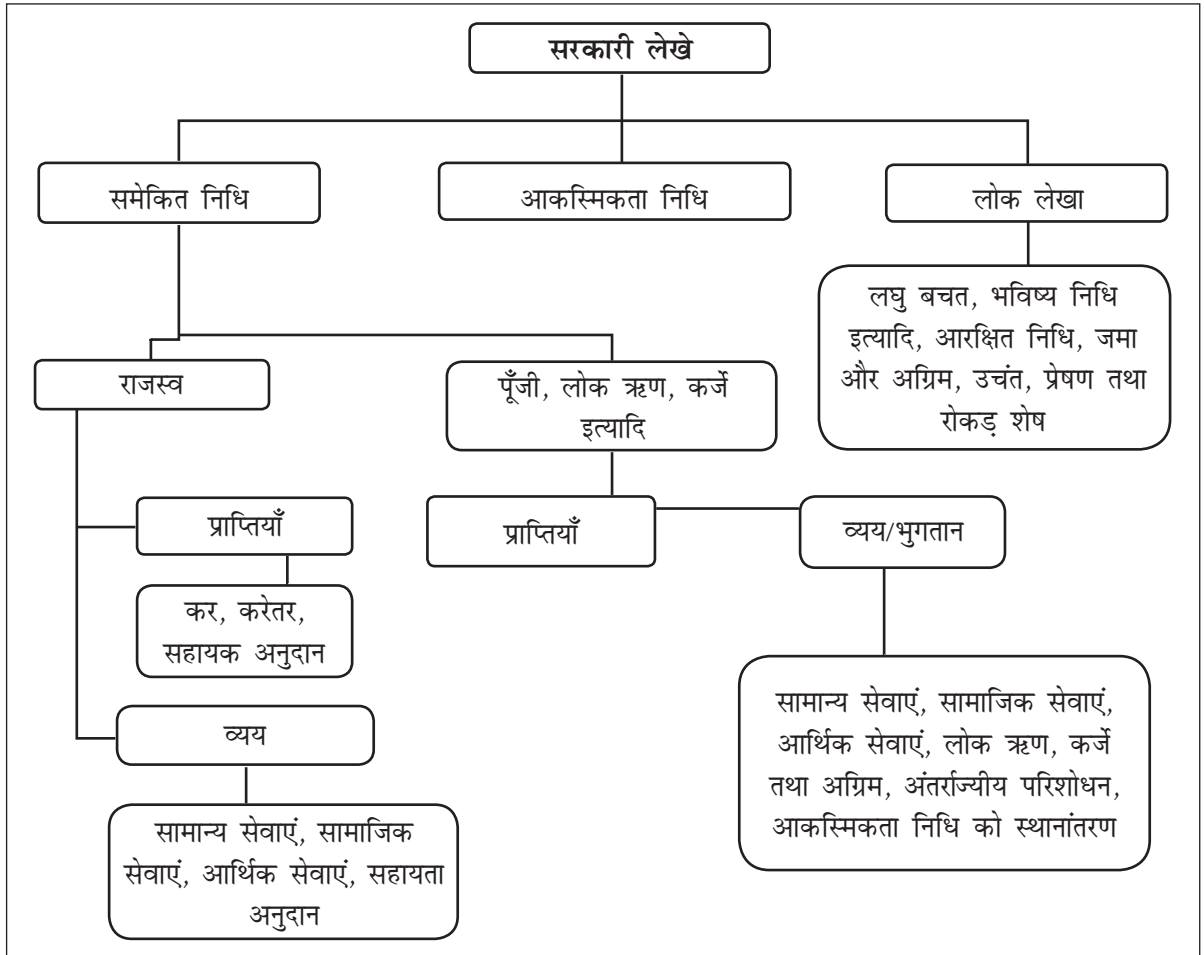 सरकारी लेखे
समेकित निधि
आकस्मिकता निधि
लोक लेखा
लघु बचत, भविष्य निधि
इत्यादि, आरक्षित निधि, जमा
और अग्रिम, उचंत, प्रेषण तथा
रोकड़ शेष
राजस्व
पूँजी, लोक ऋण, कर्जे
इत्यादि
प्राप्तियाँ
कर, करेतर,
सहायक अनुदान
व्यय
सामान्य सेवाएं, सामाजिक
सेवाएं, आर्थिक सेवाएं, सहायता
अनुदान
प्राप्तियाँ
व्यय/भुगतान
सामान्य सेवाएं, सामाजिक सेवाएं,
आर्थिक सेवाएं, लोक ऋण, कर्जे
तथा अग्रिम, अंतर्राज्यीय परिशोधन,
आकस्मिकता निधि को स्थानांतरण